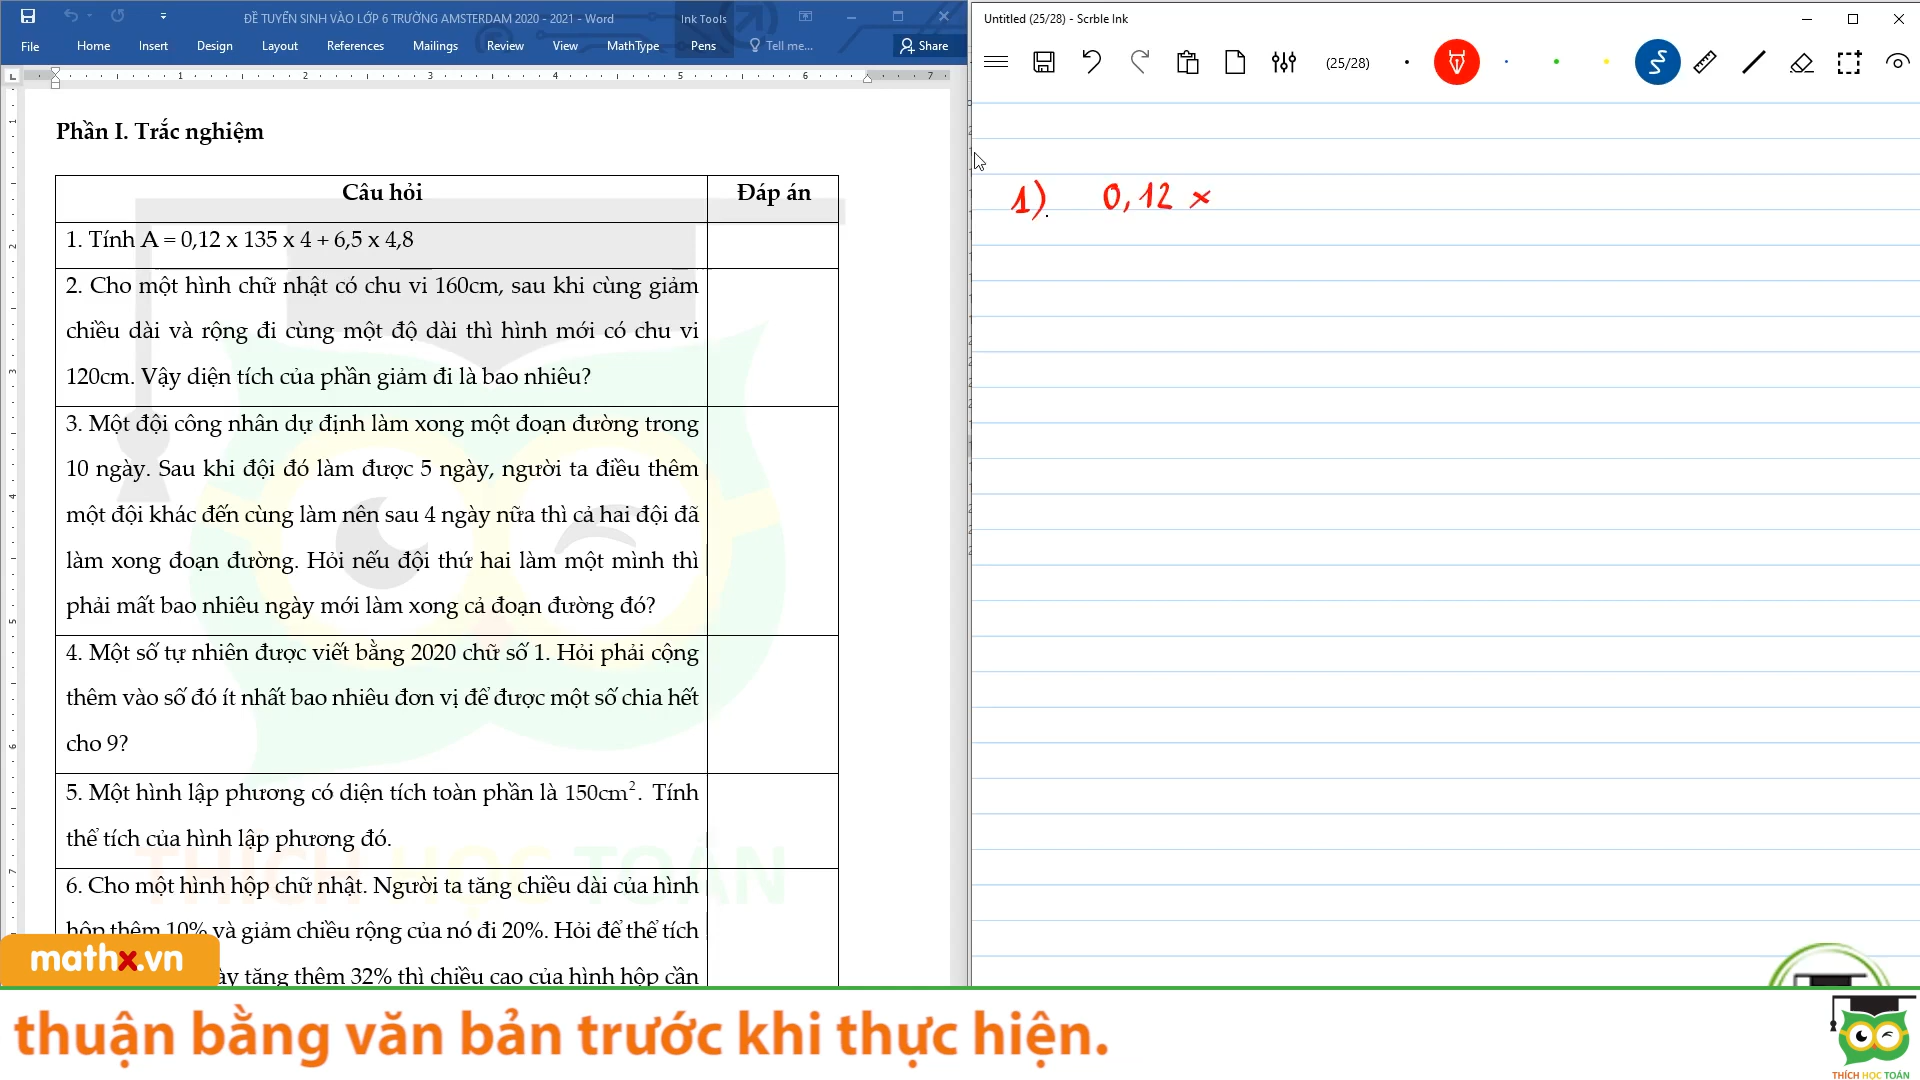 ĐỀ TUYỂN SINH VÀO LỚP 6 TRƯỜNG AMSTERDAM 2020 - 2021 - Word
Ink Tools
File Home Insert Design Layout References Mailings Review View MathType Pens Tell me... Share
1 2 3 4 5 6 7
Phần I. Trắc nghiệm
Câu hỏi Đáp án
1. Tính A = 0,12 x 135 x 4 + 6,5 x 4,8
2. Cho một hình chữ nhật có chu vi 160cm, sau khi cùng giảm
chiều dài và rộng đi cùng một độ dài thì hình mới có chu vi
120cm. Vậy diện tích của phần giảm đi là bao nhiêu?
3. Một đội công nhân dự định làm xong một đoạn đường trong
10 ngày. Sau khi đội đó làm được 5 ngày, người ta điều thêm
một đội khác đến cùng làm nên sau 4 ngày nữa thì cả hai đội đã
làm xong đoạn đường. Hỏi nếu đội thứ hai làm một mình thì
phải mất bao nhiêu ngày mới làm xong cả đoạn đường đó?
4. Một số tự nhiên được viết bằng 2020 chữ số 1. Hỏi phải cộng
thêm vào số đó ít nhất bao nhiêu đơn vị để được một số chia hết
cho 9?
5. Một hình lập phương có diện tích toàn phần là 150cm². Tính
thể tích của hình lập phương đó.
THÍCH HỌC TOÁN
6. Cho một hình hộp chữ nhật. Người ta tăng chiều dài của hình
hộp thêm 10% và giảm chiều rộng của nó đi 20%. Hỏi để thể tích
tăng thêm 32% thì chiều cao của hình hộp cần
mathx.vn
Untitled (25/28) - Scrble Ink
(25/28)
1). 0,12 ×
thuận bằng văn bản trước khi thực hiện.
THÍCH HỌC TOÁN